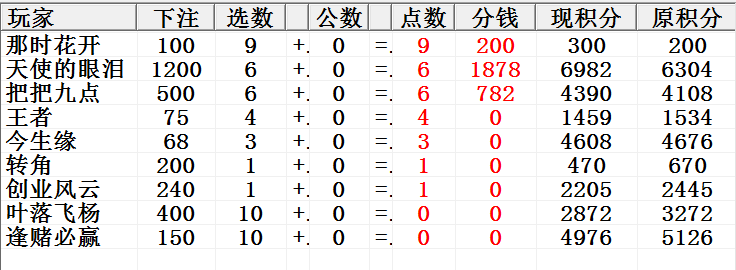 玩家 下注 选数 公数 点数 分钱 现积分 原积分
那时花开 100 9 +. 0 =. 9 200 300 200
天使的眼泪 1200 6 +. 0 =. 6 1878 6982 6304
把把九点 500 6 +. 0 =. 6 782 4390 4108
王者 75 4 +. 0 =. 4 0 1459 1534
今生缘 68 3 +. 0 =. 3 0 4608 4676
转角 200 1 +. 0 =. 1 0 470 670
创业风云 240 1 +. 0 =. 1 0 2205 2445
叶落飞杨 400 10 +. 0 =. 0 0 2872 3272
逢赌必赢 150 10 +. 0 =. 0 0 4976 5126